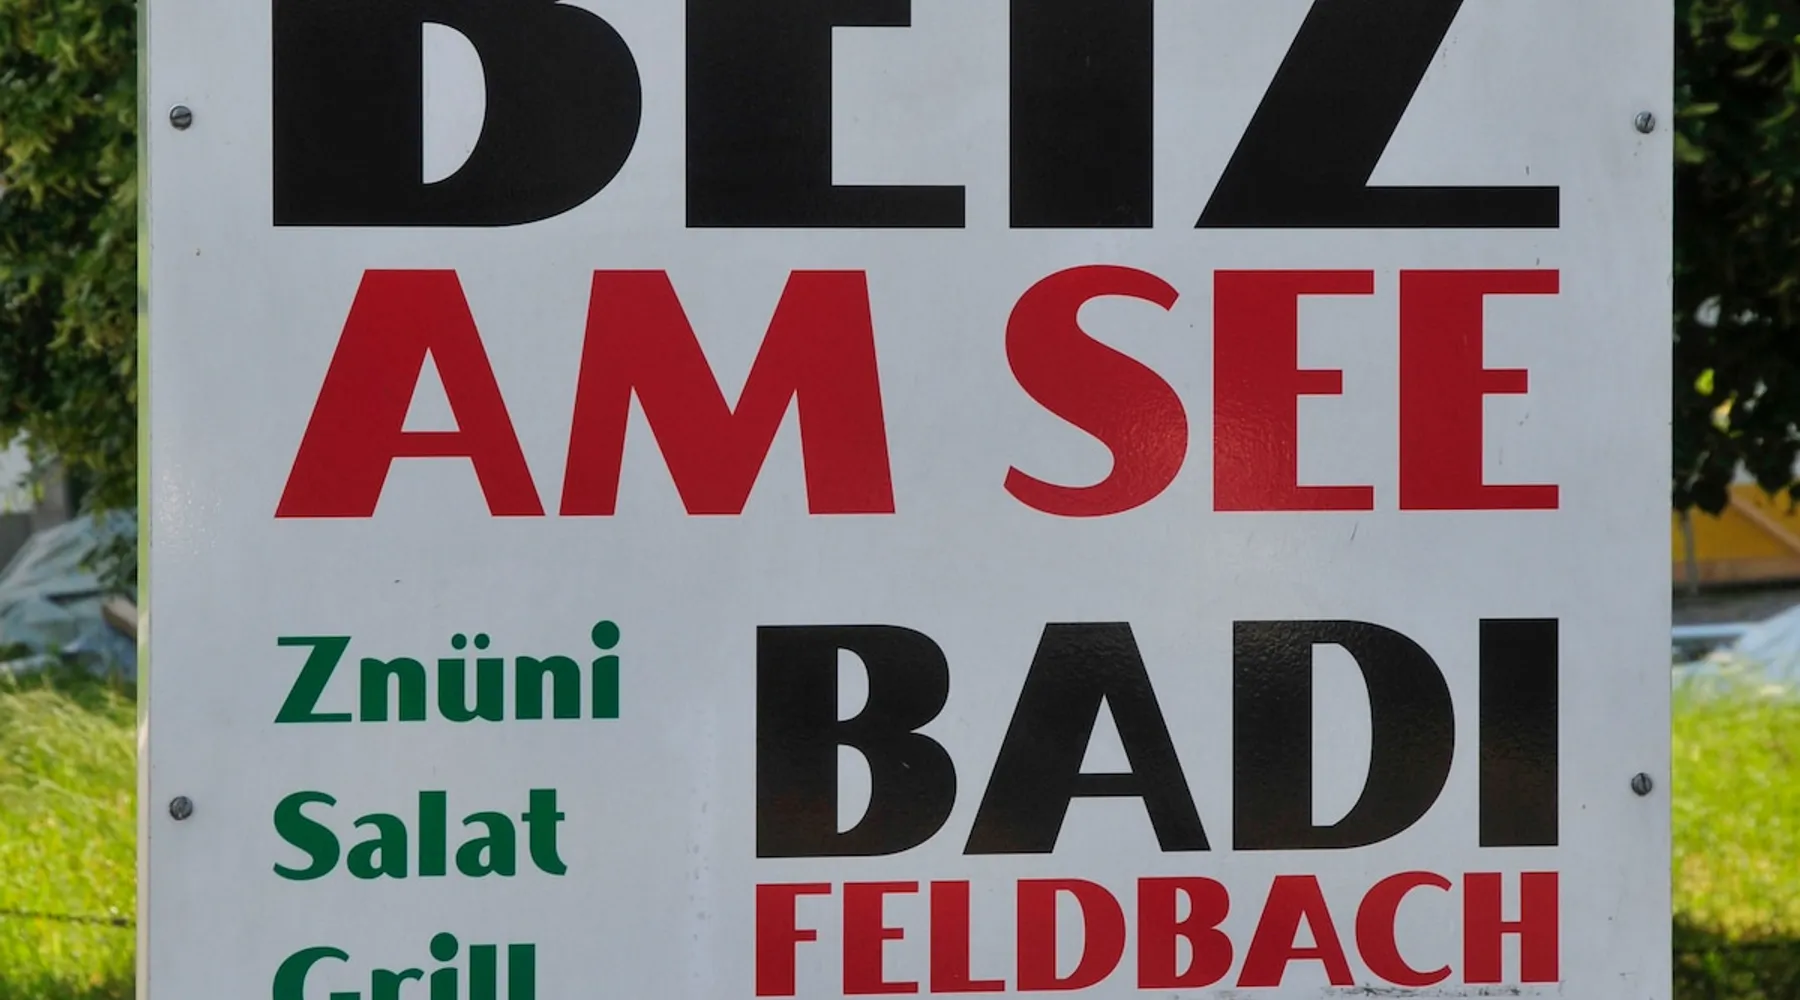 BEIZ
AM SEE
Znüni
Salat
Grill
BADI
FELDBACH